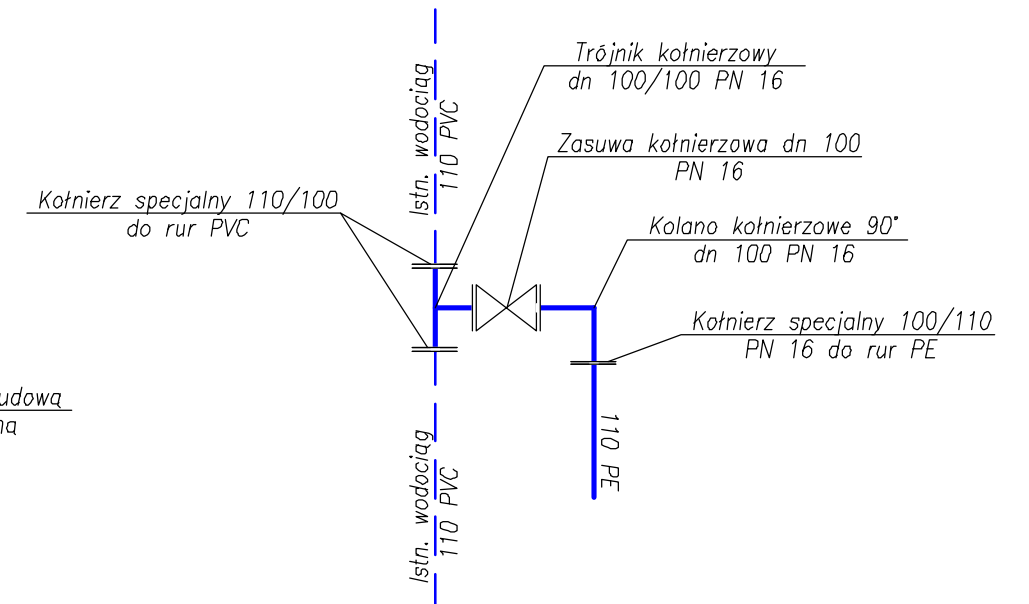 Trójnik kołnierzowy
dn 100/100 PN 16
Istn. wodociąg
110 PVC
Zasuwa kołnierzowa dn 100
PN 16
Kołnierz specjalny 110/100
do rur PVC
Kolano kołnierzowe 90°
dn 100 PN 16
Kołnierz specjalny 100/110
PN 16 do rur PE
udową
ną
110 PE
Istn. wodociąg
110 PVC